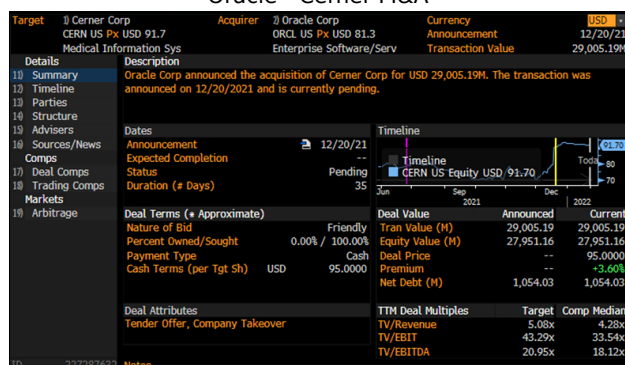 Oracle - Cerner M&A
Target 1) Cerner Corp Acquirer 2) Oracle Corp Currency USD
CERN US Px USD 91.7 ORCL US Px USD 81.3 Announcement 12/20/21
Medical Information Sys Enterprise Software/Serv Transaction Value 29,005.19M
Details Description
11) Summary Oracle Corp announced the acquisition of Cerner Corp for USD 29,005.19M. The transaction was
12) Timeline announced on 12/20/2021 and is currently pending.
13) Parties
14) Structure
15) Advisers Dates Timeline
16) Sources/News Announcement 12/20/21 91.70
Comps Expected Completion -- Timeline Toda 80
17) Deal Comps Status Pending CERN US Equity USD 91.70
18) Trading Comps Duration (# Days) 35 70
Markets Jun Sep Dec
2021 2022
19) Arbitrage Deal Terms (* Approximate) Deal Value Announced Current
Nature of Bid Friendly Tran Value (M) 29,005.19 29,005.19
Percent Owned/Sought 0.00% / 100.00% Equity Value (M) 27,951.16 27,951.16
Payment Type Cash Deal Price -- 95.0000
Cash Terms (per Tgt Sh) USD 95.0000 Premium -- +3.60%
Net Debt (M) 1,054.03 1,054.03
Deal Attributes TTM Deal Multiples Target Comp Median
Tender Offer, Company Takeover TV/Revenue 5.08x 4.28x
TV/EBIT 43.29x 33.54x
TV/EBITDA 20.95x 18.12x